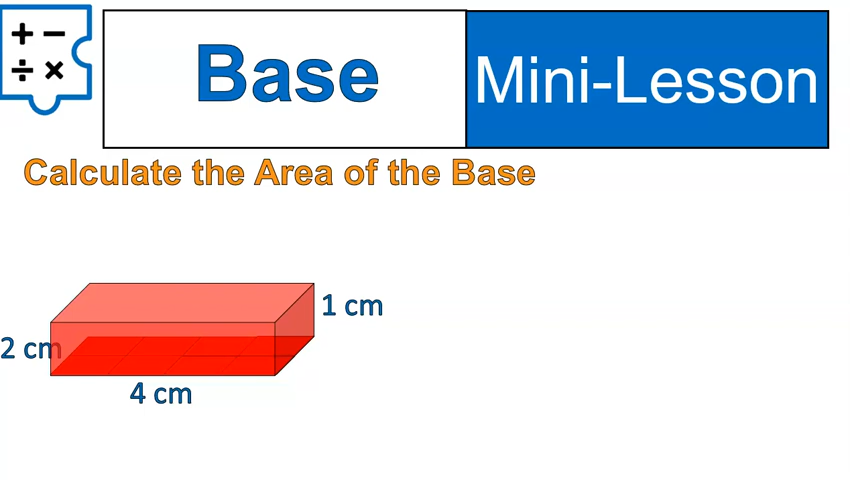 + −
÷ ×
Base
Mini-Lesson
Calculate the Area of the Base
1 cm
2 cm
4 cm